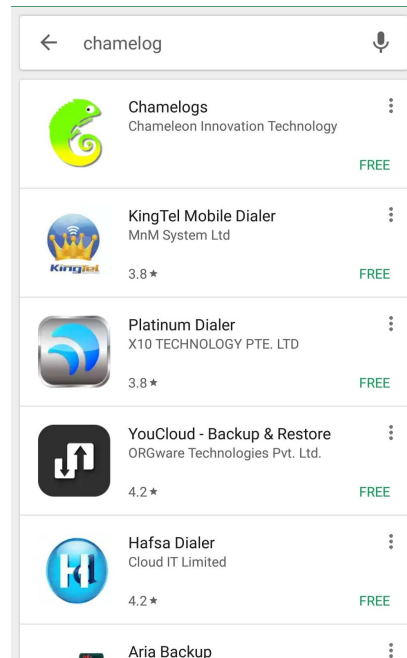 chamelog
Chamelogs
Chameleon Innovation Technology
FREE
KingTel Mobile Dialer
MnM System Ltd
KingTel
3.8★
FREE
Platinum Dialer
X10 TECHNOLOGY PTE. LTD
3.8★
FREE
YouCloud - Backup & Restore
ORGware Technologies Pvt. Ltd.
4.2★
FREE
Hafsa Dialer
Cloud IT Limited
Hd
4.2★
FREE
Aria Backup